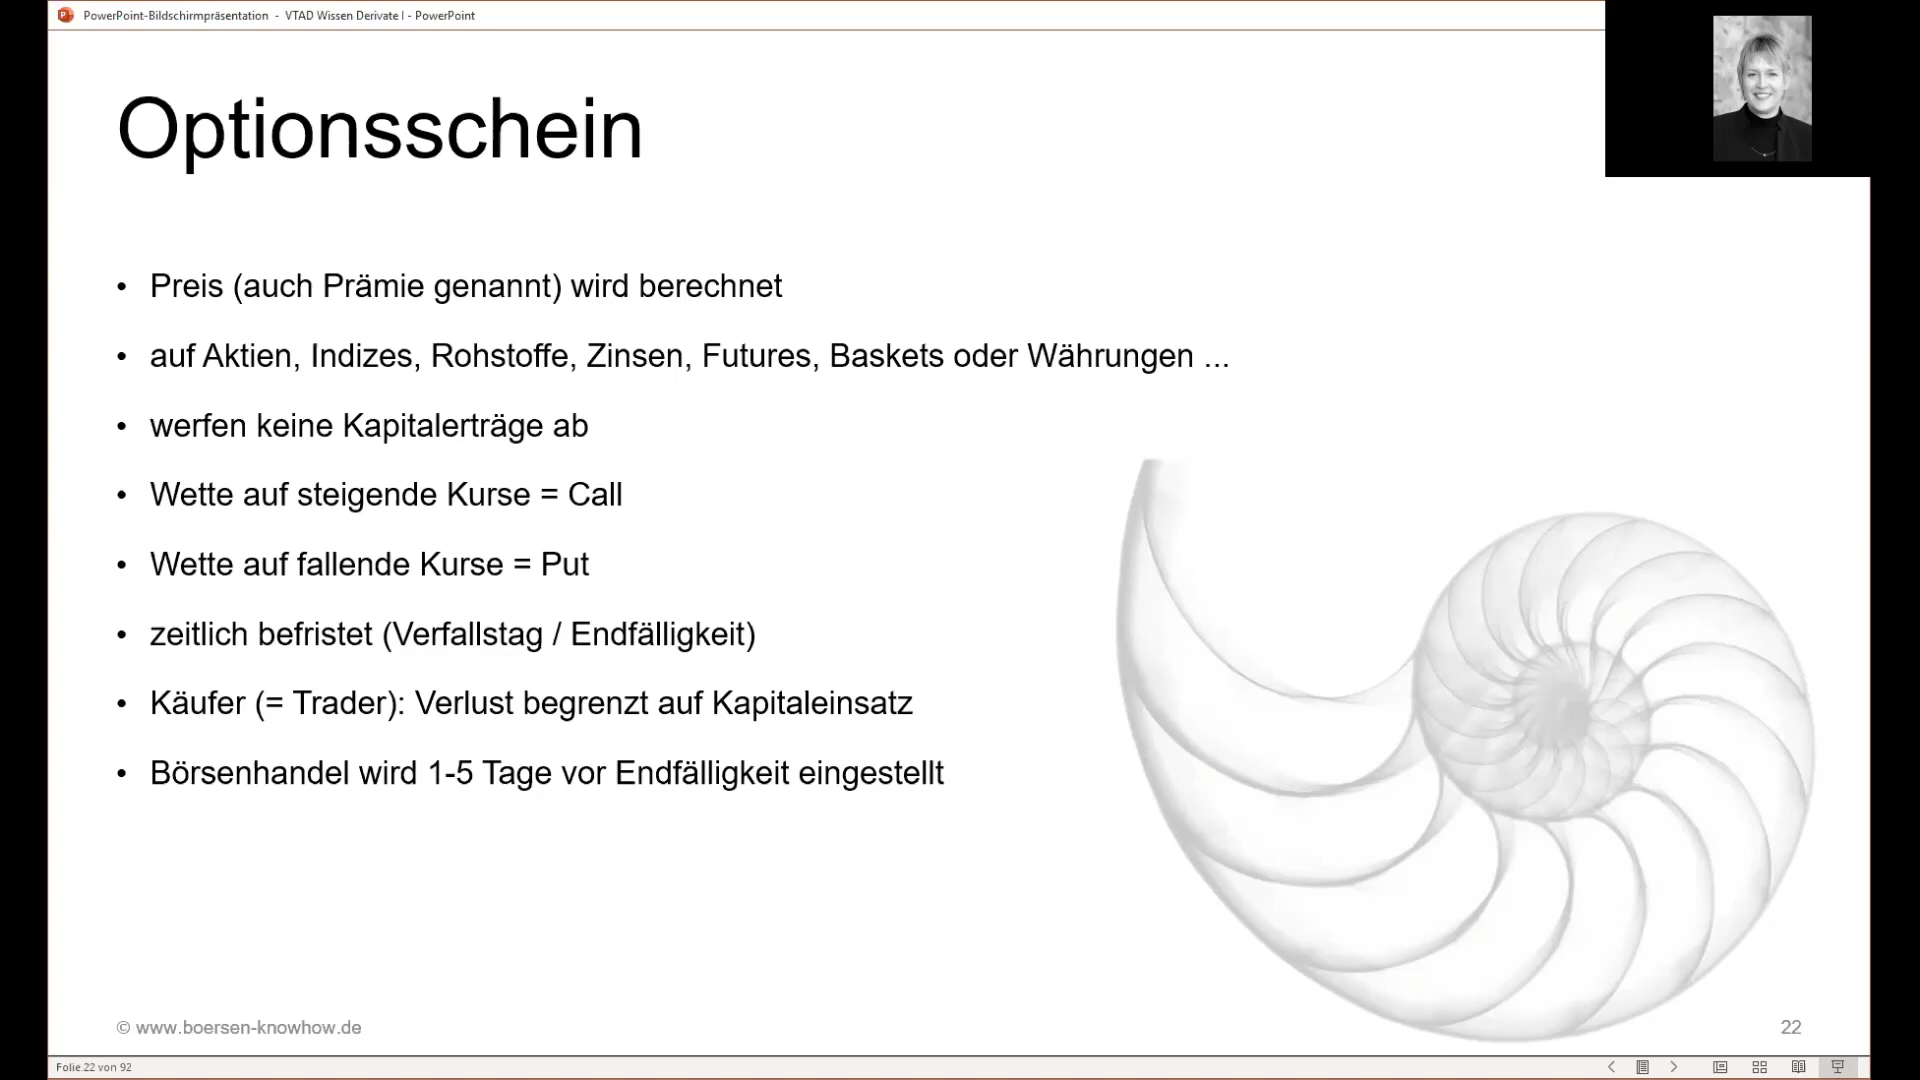 PowerPoint-Bildschirmpräsentation - VTAD Wissen Derivate I - PowerPoint
Optionsschein
• Preis (auch Prämie genannt) wird berechnet
• auf Aktien, Indizes, Rohstoffe, Zinsen, Futures, Baskets oder Währungen ...
• werfen keine Kapitalerträge ab
• Wette auf steigende Kurse = Call
• Wette auf fallende Kurse = Put
• zeitlich befristet (Verfallstag / Endfälligkeit)
• Käufer (= Trader): Verlust begrenzt auf Kapitaleinsatz
• Börsenhandel wird 1-5 Tage vor Endfälligkeit eingestellt
© www.boersen-knowhow.de
22
Folie 22 von 92